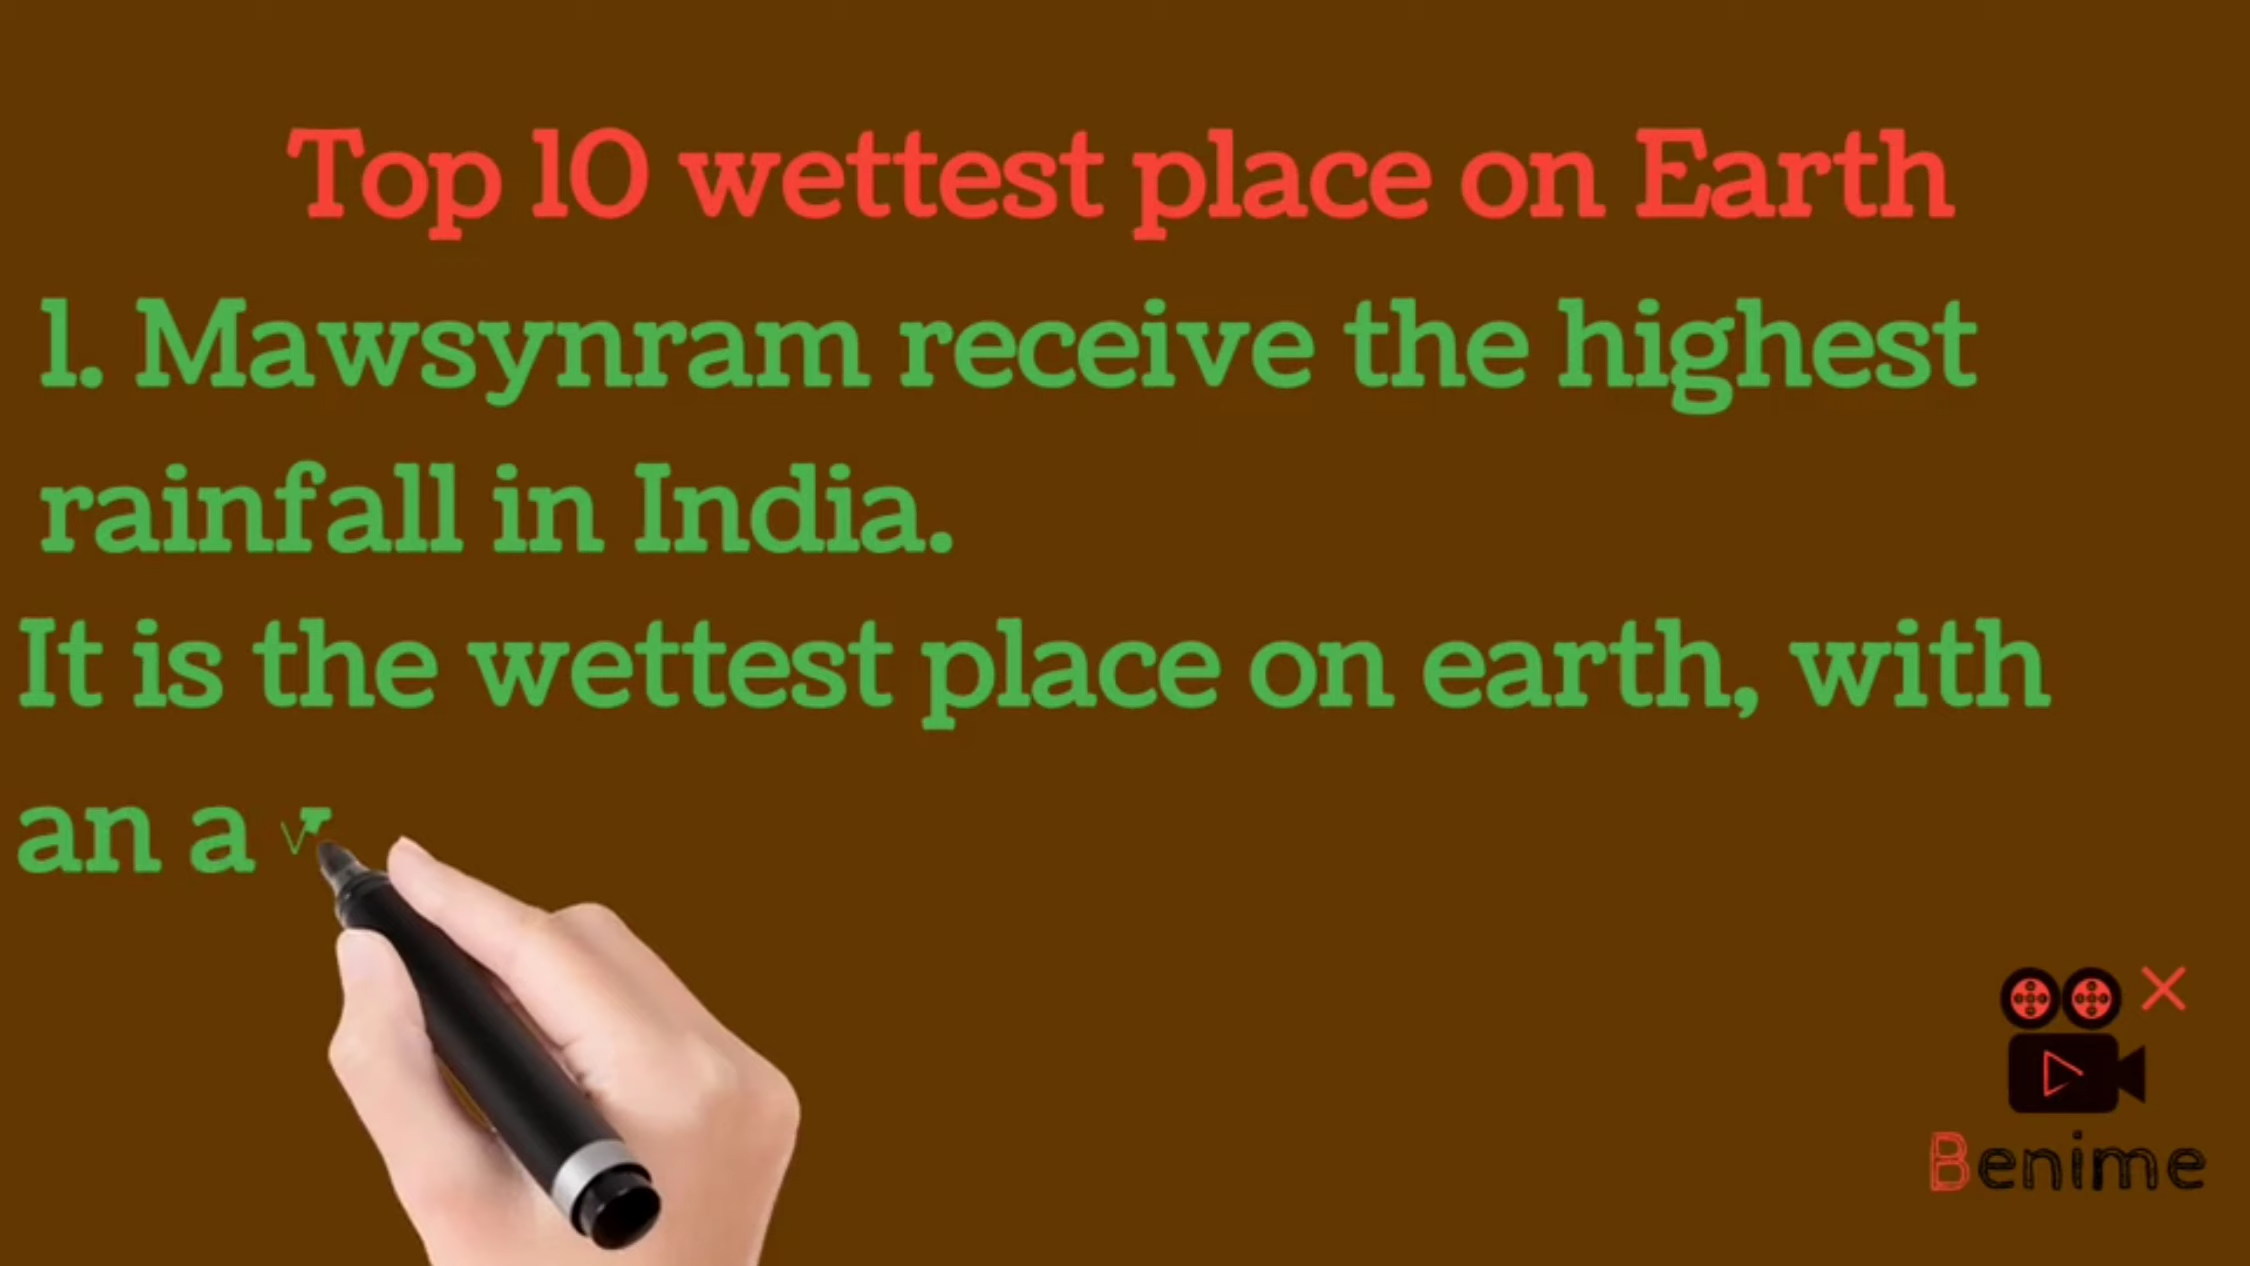 Top 10 wettest place on Earth
1. Mawsynram receive the highest
rainfall in India.
It is the wettest place on earth, with
an a v
Benime